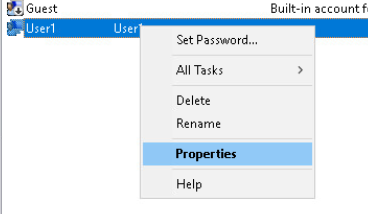 Guest Built-in account f
User1 User
Set Password...
All Tasks >
Delete
Rename
Properties
Help